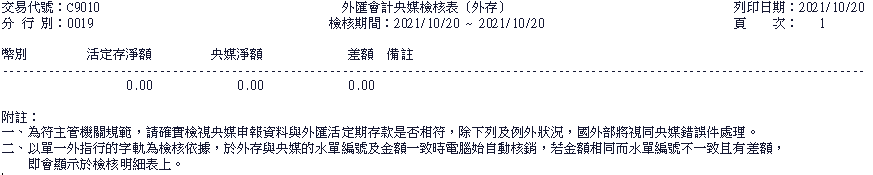 交易代號：C9010 外匯會計央媒檢核表（外存） 列印日期：2021/10/20
分 行 別：0019 檢核期間：2021/10/20 ~ 2021/10/20 頁 次： 1
幣別 活定存淨額 央媒淨額 差額 備註
0.00 0.00 0.00
附註：
一、為符主管機關規範，請確實檢視央媒申報資料與外匯活定期存款是否相符，除下列及例外狀況，國外部將視同央媒錯誤件處理。
二、以單一外指行的字軌為檢核依據，於外存與央媒的水單編號及金額一致時電腦始自動核銷，若金額相同而水單編號不一致且有差額，
即會顯示於檢核明細表上。